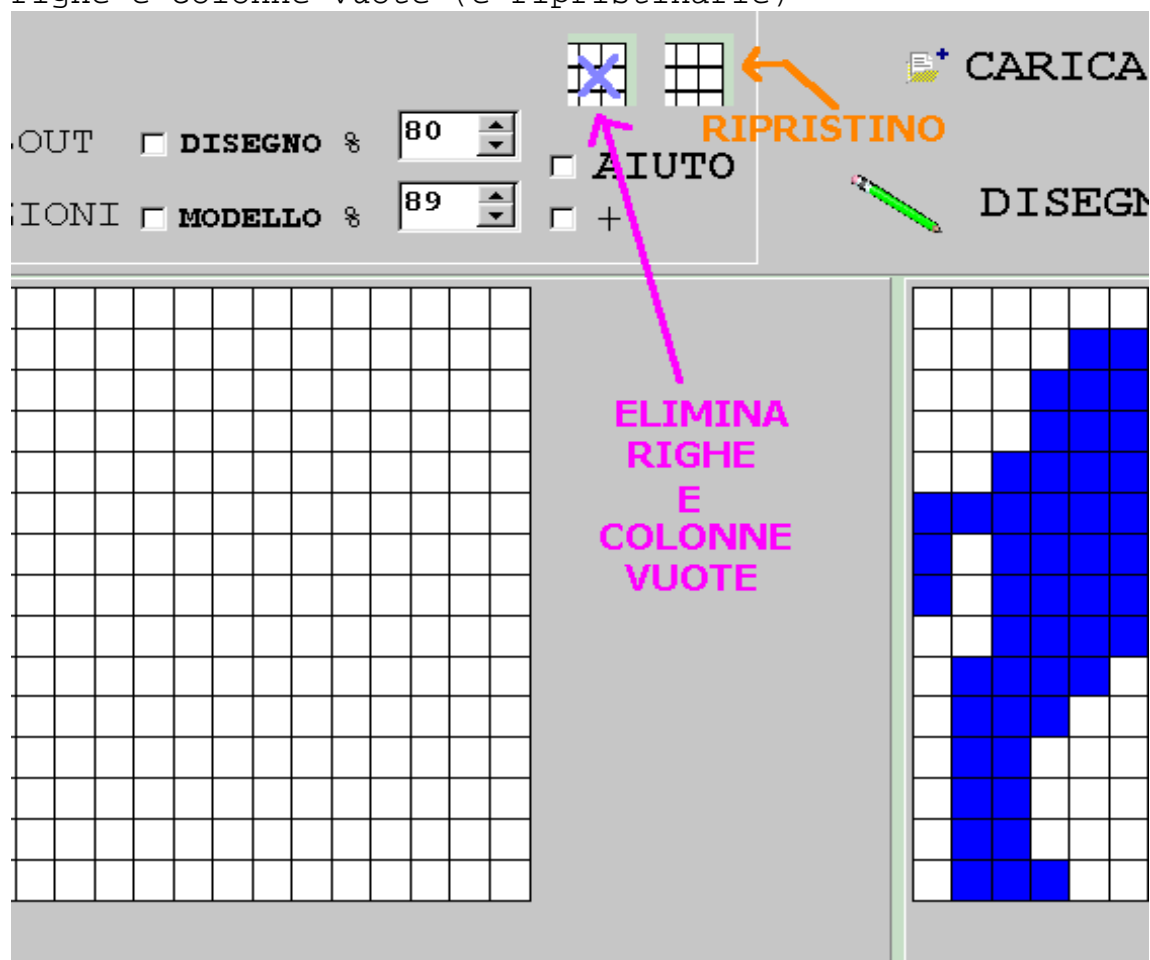 righe e colonne vuote (e ripristinarle)
CARICA
RIPRISTINO
OUT DISEGNO % 80
AIUTO
IONI MODELLO % 89
+
DISEGN
ELIMINA
RIGHE
E
COLONNE
VUOTE